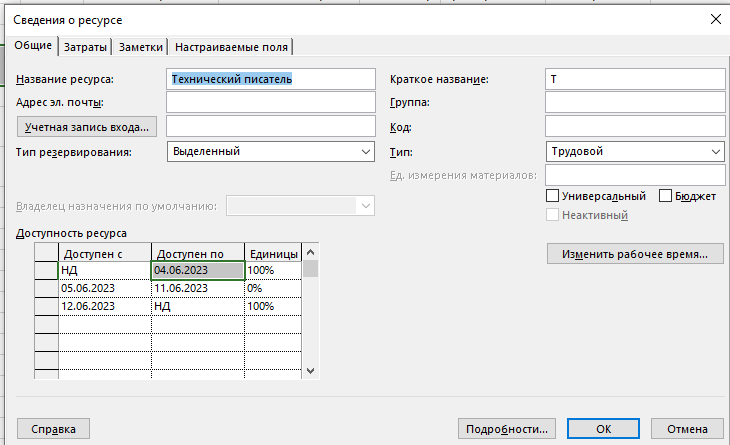 Сведения о ресурсе
Общие Затраты Заметки Настраиваемые поля
Название ресурса: Технический писатель Краткое название: Т
Адрес эл. почты: Группа:
Учетная запись входа... Код:
Тип резервирования: Выделенный Тип: Трудовой
Ед. измерения материалов:
Универсальный Бюджет
Владелец назначения по умолчанию:
Неактивный
Доступность ресурса
Доступен с Доступен по Единицы
Изменить рабочее время...
НД 04.06.2023 100%
05.06.2023 11.06.2023 0%
12.06.2023 НД 100%
Справка Подробности... ОК Отмена